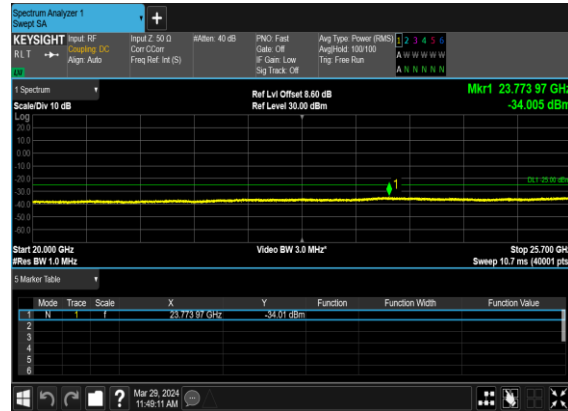 Spectrum Analyzer 1
Swept SA
KEYSIGHT Input: RF Input Z: 50 Ω #Atten: 40 dB PNO: Fast Avg Type: Power (RMS) 1 2 3 4 5 6
RLT Coupling: DC Corr CCorr Gate: Off Avg|Hold: 100/100 A W W W W W
Align: Auto Freq Ref: Int (S) IF Gain: Low Trig: Free Run
Sig Track: Off A N N N N N
1 Spectrum Ref Lvl Offset 8.60 dB Mkr1 23.773 97 GHz
Scale/Div 10 dB Ref Level 30.00 dBm -34.005 dBm
Log
20.0
10.0
0.00
-10.0
-20.0 1 DL1 -25.00 dBm
-30.0
-40.0
-50.0
-60.0
Start 20.000 GHz Video BW 3.0 MHz* Stop 25.700 GHz
#Res BW 1.0 MHz Sweep 10.7 ms (40001 pts)
5 Marker Table
Mode Trace Scale X Y Function Function Width Function Value
1 N 1 f 23.773 97 GHz -34.01 dBm
2
3
4
5
6
? Mar 29, 2024
11:49:11 AM